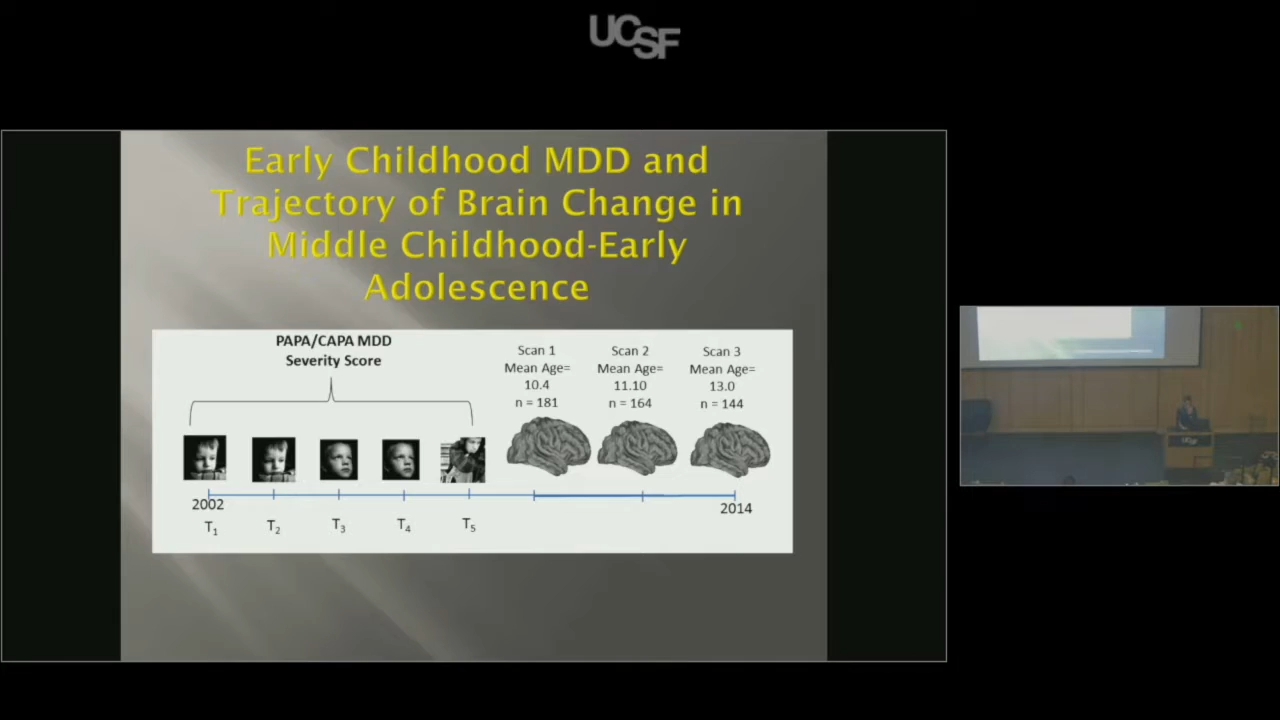 UCSF
Early Childhood MDD and
Trajectory of Brain Change in
Middle Childhood-Early
Adolescence
PAPA/CAPA MDD
Severity Score
Scan 1
Mean Age=
10.4
n = 181
Scan 2
Mean Age=
11.10
n = 164
Scan 3
Mean Age=
13.0
n = 144
2002
2014
T1
T2
T3
T4
T5
UCSF